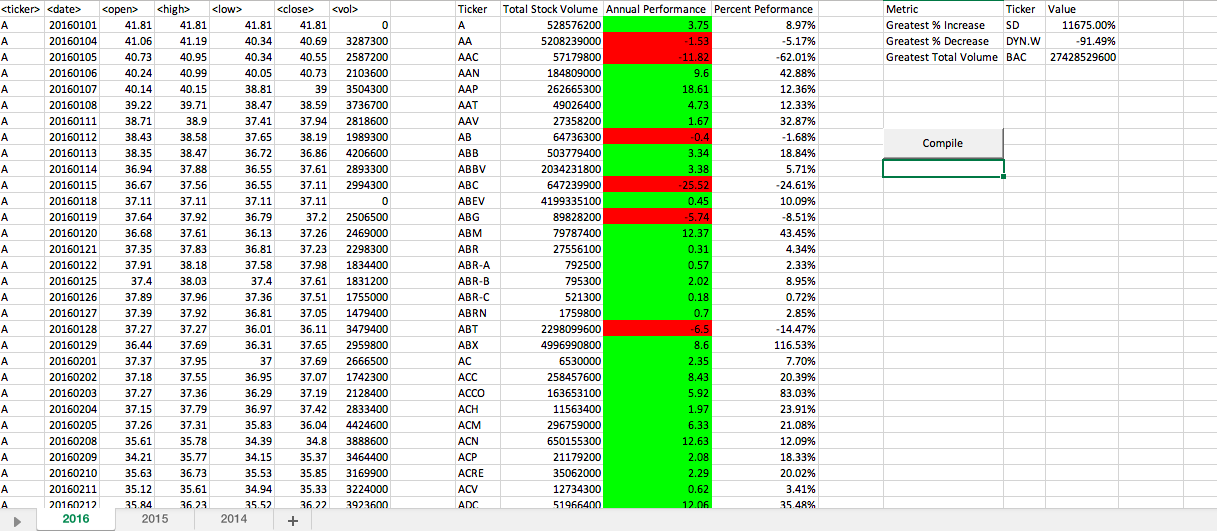 <ticker> <date> <open> <high> <low> <close> <vol> Ticker Total Stock Volume Annual Performance Percent Peformance Metric Ticker Value
A 20160101 41.81 41.81 41.81 41.81 0 A 528576200 3.75 8.97% Greatest % Increase SD 11675.00%
A 20160104 41.06 41.19 40.34 40.69 3287300 AA 5208239000 -1.53 -5.17% Greatest % Decrease DYN.W -91.49%
A 20160105 40.73 40.95 40.34 40.55 2587200 AAC 57179800 -11.82 -62.01% Greatest Total Volume BAC 27428529600
A 20160106 40.24 40.99 40.05 40.73 2103600 AAN 184809000 9.6 42.88%
A 20160107 40.14 40.15 38.81 39 3504300 AAP 262665300 18.61 12.36%
A 20160108 39.22 39.71 38.47 38.59 3736700 AAT 49026400 4.73 12.33%
A 20160111 38.71 38.9 37.41 37.94 2818600 AAV 27358200 1.67 32.87%
A 20160112 38.43 38.58 37.65 38.19 1989300 AB 64736300 -0.4 -1.68%
Compile
A 20160113 38.35 38.47 36.72 36.86 4206600 ABB 503779400 3.34 18.84%
A 20160114 36.94 37.88 36.55 37.61 2893300 ABBV 2034231800 3.38 5.71%
A 20160115 36.67 37.56 36.55 37.11 2994300 ABC 647239900 -25.52 -24.61%
A 20160118 37.11 37.11 37.11 37.11 0 ABEV 4199335100 0.45 10.09%
A 20160119 37.64 37.92 36.79 37.2 2506500 ABG 89828200 -5.74 -8.51%
A 20160120 36.68 37.61 36.13 37.26 2469000 ABM 79787400 12.37 43.45%
A 20160121 37.35 37.83 36.81 37.23 2298300 ABR 27556100 0.31 4.34%
A 20160122 37.91 38.18 37.58 37.98 1834400 ABR-A 792500 0.57 2.33%
A 20160125 37.4 38.03 37.4 37.61 1831200 ABR-B 795300 2.02 8.95%
A 20160126 37.89 37.96 37.36 37.51 1755000 ABR-C 521300 0.18 0.72%
A 20160127 37.39 37.92 36.81 37.05 1479400 ABRN 1759800 0.7 2.85%
A 20160128 37.27 37.27 36.01 36.11 3479400 ABT 2298099600 -6.5 -14.47%
A 20160129 36.44 37.69 36.31 37.65 2959800 ABX 4996990800 8.6 116.53%
A 20160201 37.37 37.95 37 37.69 2666500 AC 6530000 2.35 7.70%
A 20160202 37.18 37.55 36.95 37.07 1742300 ACC 258457600 8.43 20.39%
A 20160203 37.27 37.36 36.29 37.19 2128400 ACCO 163653100 5.92 83.03%
A 20160204 37.15 37.79 36.97 37.42 2833400 ACH 11563400 1.97 23.91%
A 20160205 37.26 37.31 35.83 36.04 4424600 ACM 296759000 6.33 21.08%
A 20160208 35.61 35.78 34.39 34.8 3888600 ACN 650155300 12.63 12.09%
A 20160209 34.21 35.77 34.15 35.37 3464400 ACP 21179200 2.08 18.33%
A 20160210 35.63 36.73 35.53 35.85 3169900 ACRE 35062000 2.29 20.02%
A 20160211 35.12 35.61 34.94 35.33 3224000 ACV 12734300 0.62 3.41%
A 20160212 35.84 36.23 35.52 36.22 3923600 ADC 51966400 12.06 35.48%
2016 2015 2014 +